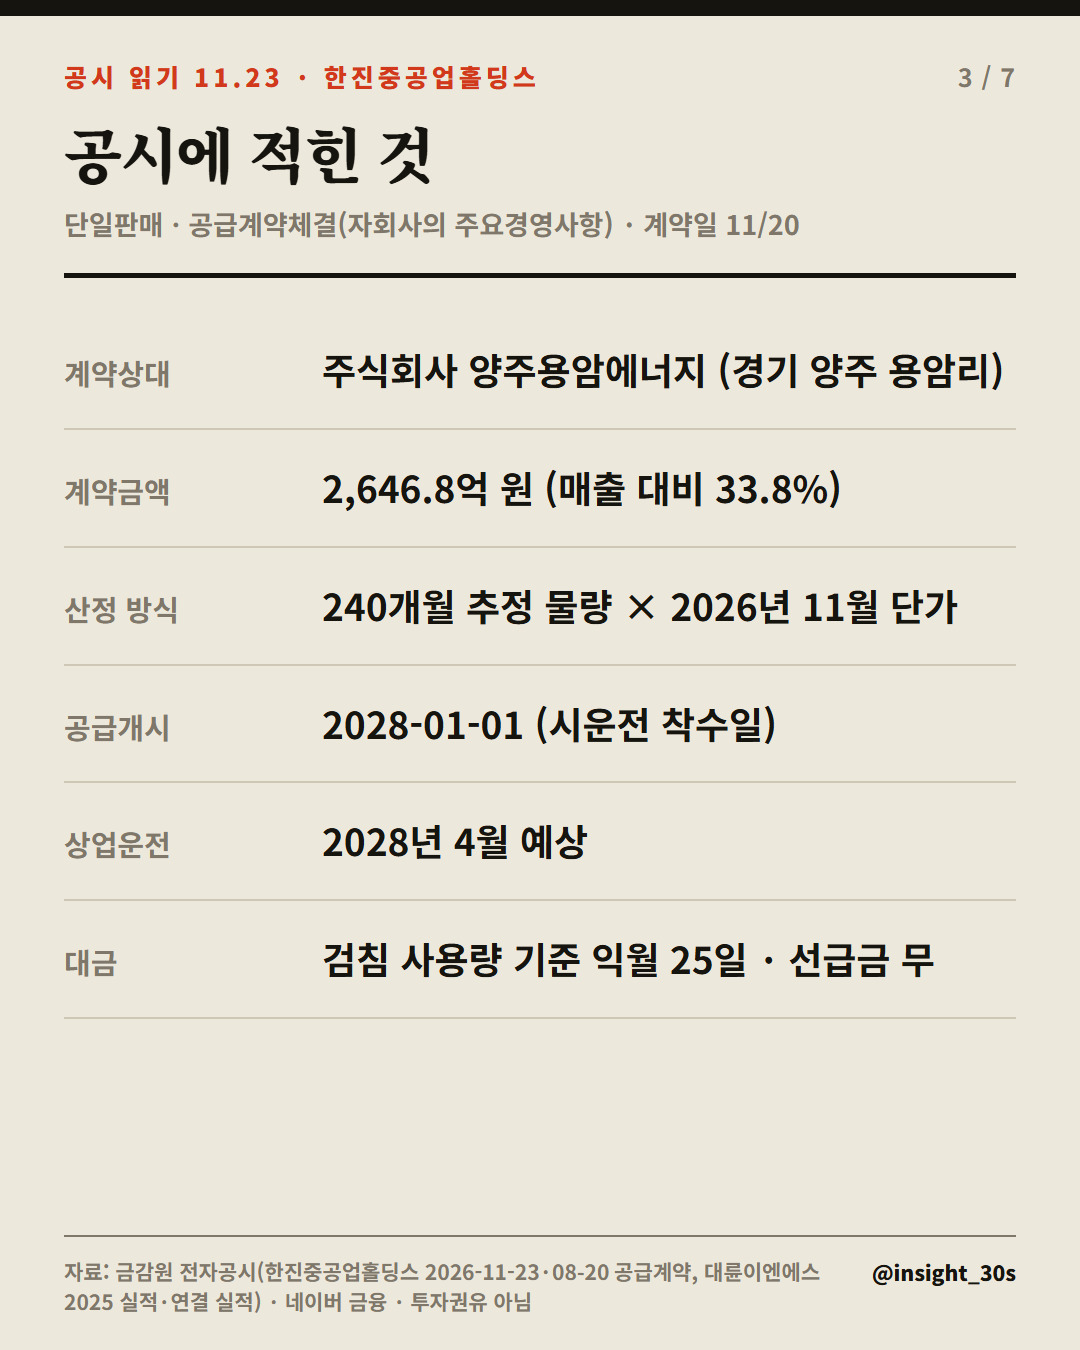 공시 읽기 11.23 · 한진중공업홀딩스
3 / 7
공시에 적힌 것
단일판매 · 공급계약체결(자회사의 주요경영사항) · 계약일 11/20
계약상대 주식회사 양주용암에너지 (경기 양주 용암리)
계약금액 2,646.8억 원 (매출 대비 33.8%)
산정 방식 240개월 추정 물량 × 2026년 11월 단가
공급개시 2028-01-01 (시운전 착수일)
상업운전 2028년 4월 예상
대금 검침 사용량 기준 익월 25일 · 선급금 무
자료: 금감원 전자공시(한진중공업홀딩스 2026-11-23·08-20 공급계약, 대륜이엔에스
2025 실적·연결 실적) · 네이버 금융 · 투자권유 아님
@insight_30s